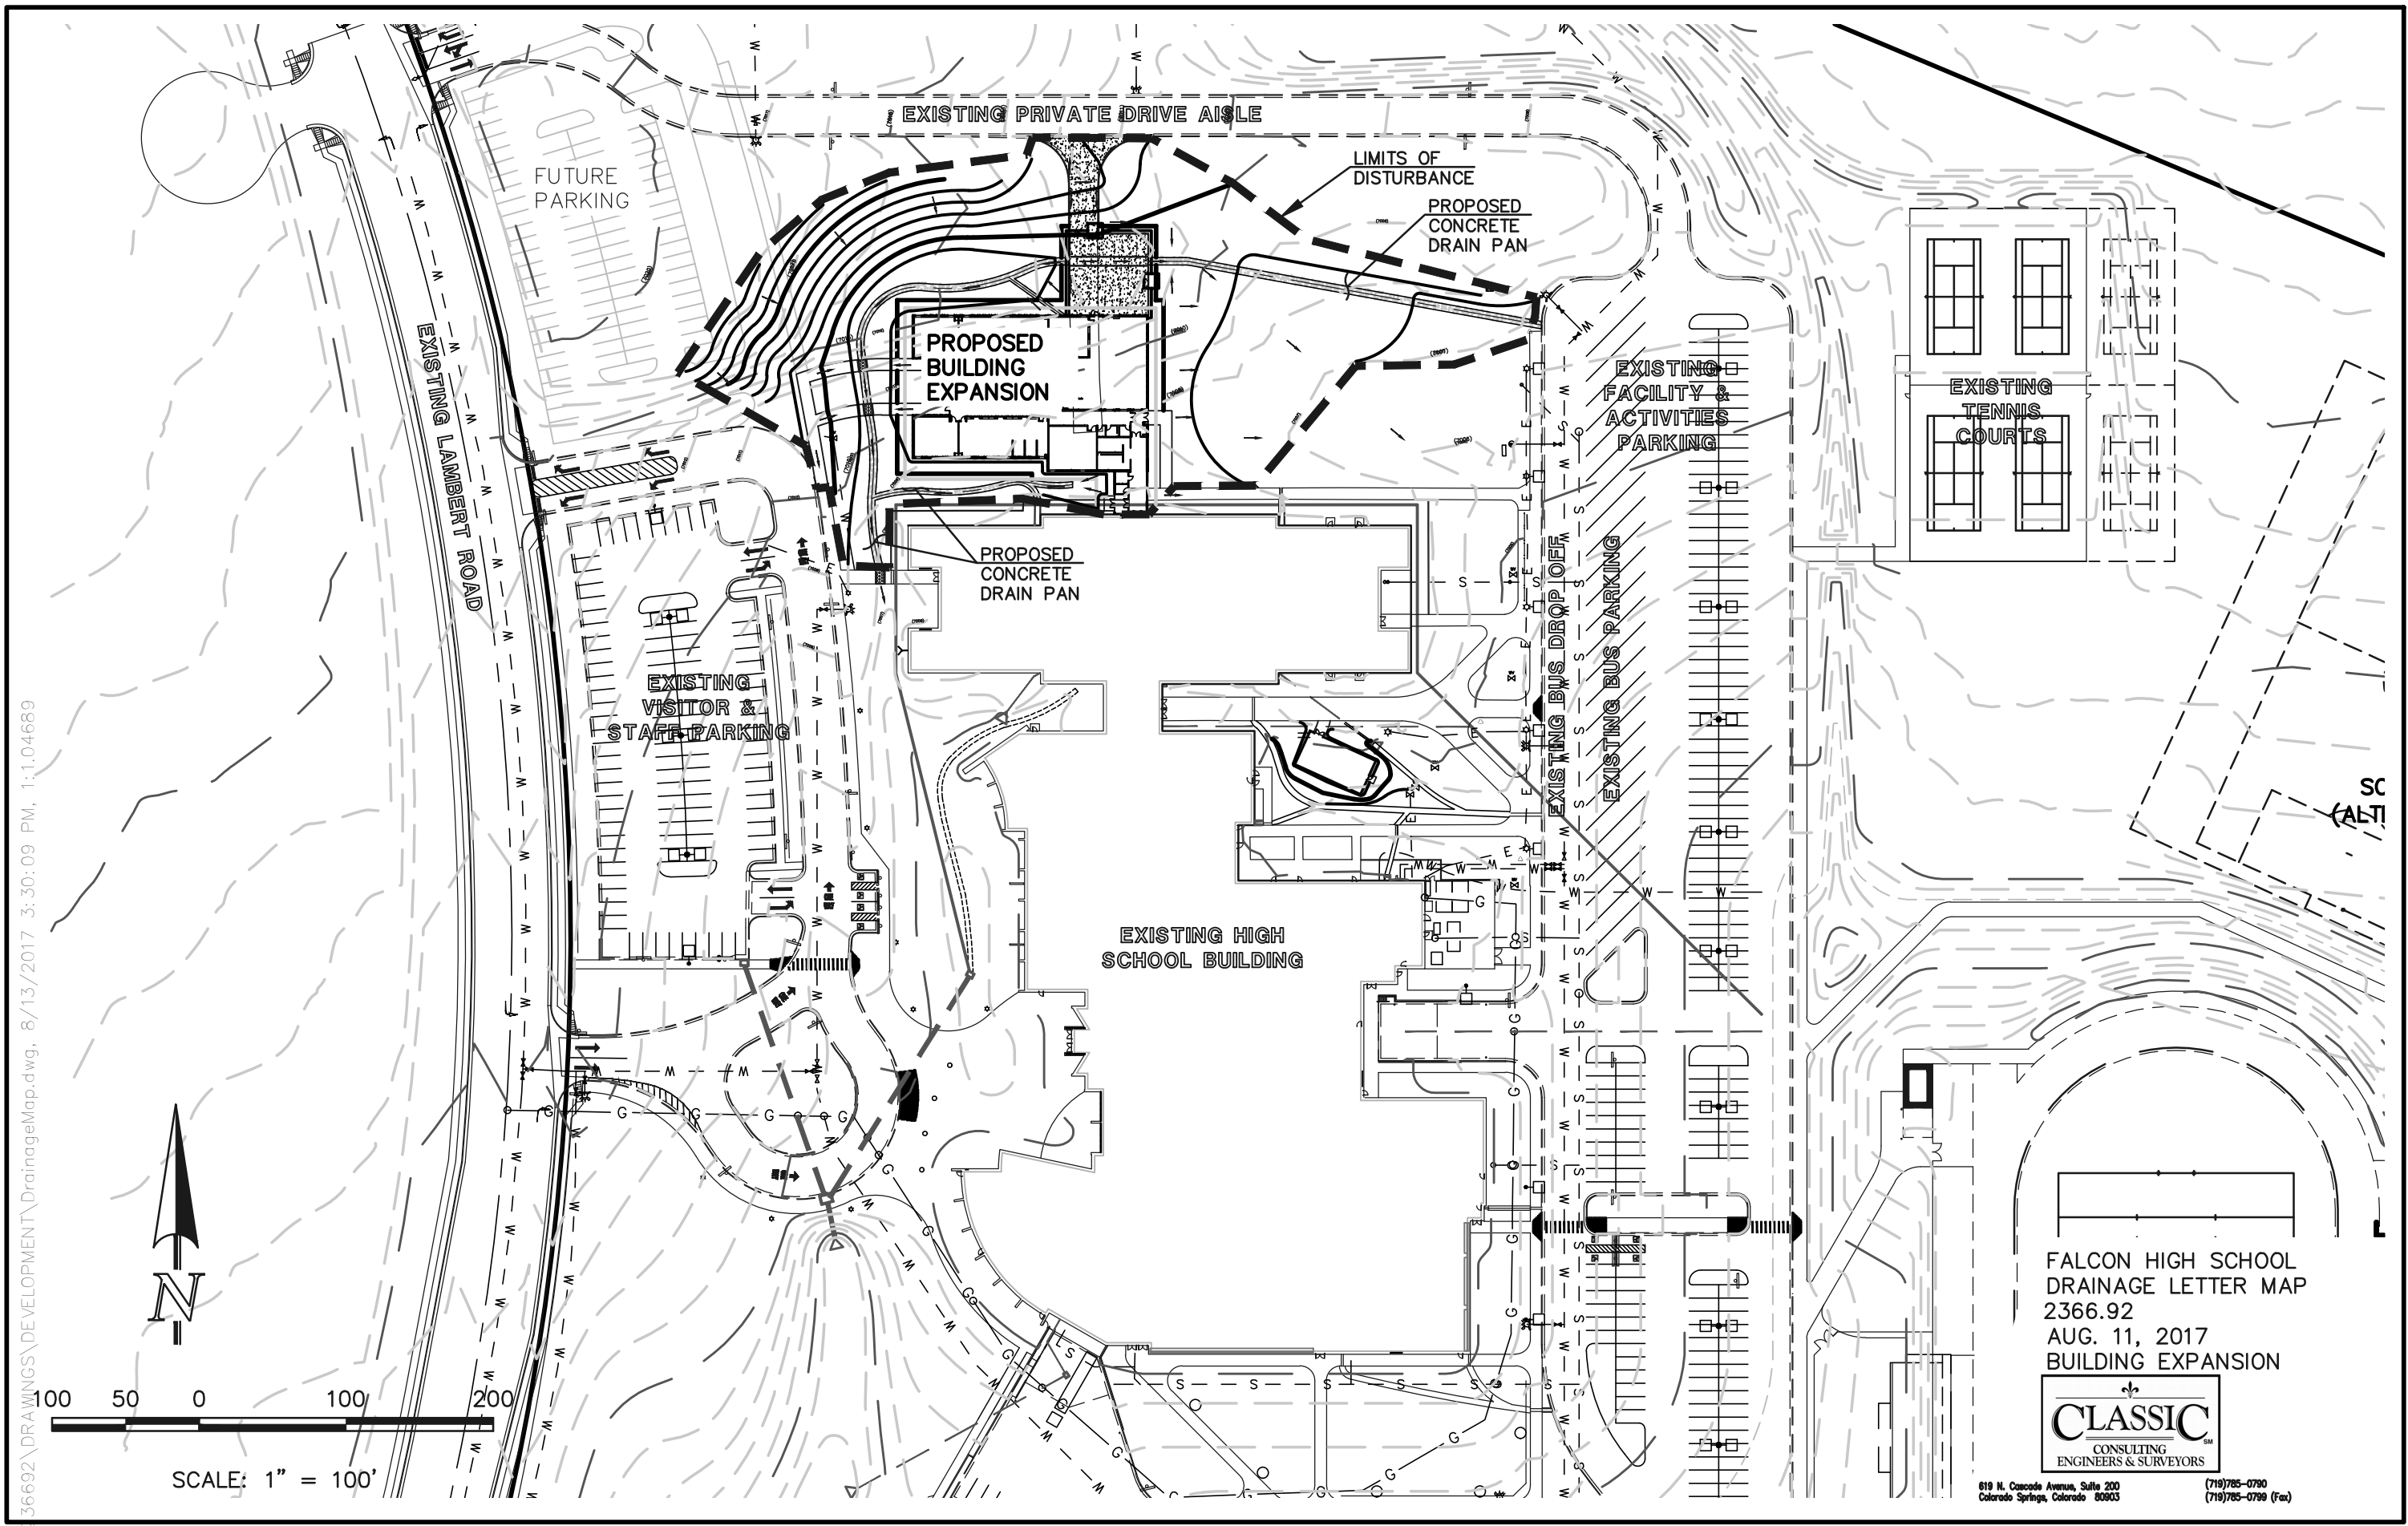 EXISTING PRIVATE DRIVE AISLE
FUTURE
PARKING
LIMITS OF
DISTURBANCE
PROPOSED
CONCRETE
DRAIN PAN
EXISTING LAMBERT ROAD
PROPOSED
BUILDING
EXPANSION
EXISTING
FACILITY &
ACTIVITIES
PARKING
EXISTING
TENNIS
COURTS
PROPOSED
CONCRETE
DRAIN PAN
EXISTING BUS DROP OFF
EXISTING BUS PARKING
EXISTING
VISITOR &
STAFF PARKING
SC
(ALTI
EXISTING HIGH
SCHOOL BUILDING
36692\DRAWINGS\DEVELOPMENT\DrainageMap.dwg, 8/13/2017 3:30:09 PM, 1:1.04689
N
100 50 0 100 200
SCALE: 1" = 100'
FALCON HIGH SCHOOL
DRAINAGE LETTER MAP
2366.92
AUG. 11, 2017
BUILDING EXPANSION
CLASSIC SM
CONSULTING
ENGINEERS & SURVEYORS
619 N. Cascade Avenue, Suite 200 (719)785-0790
Colorado Springs, Colorado 80903 (719)785-0799 (Fax)